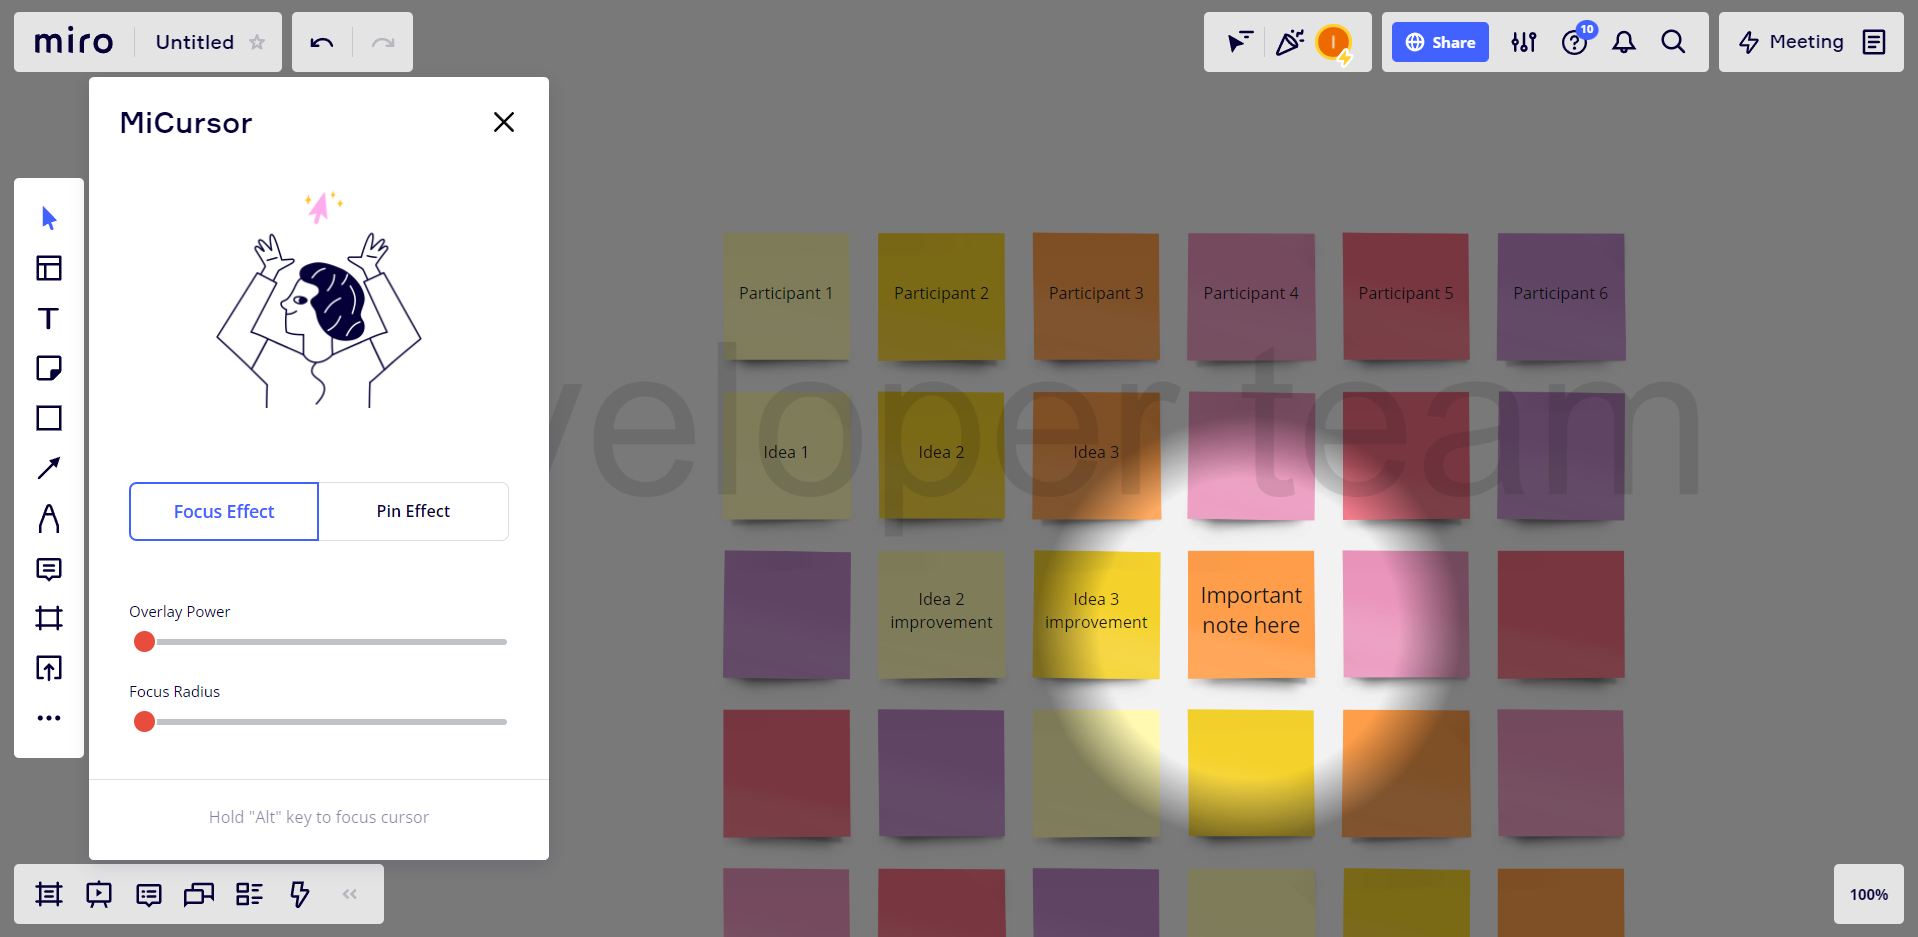 miro
Untitled
10
I
Share
Meeting
MiCursor
Focus Effect
Pin Effect
Overlay Power
Focus Radius
Hold "Alt" key to focus cursor
Participant 1
Participant 2
Participant 3
Participant 4
Participant 5
Participant 6
veloper team
Idea 1
Idea 2
Idea 3
Idea 2
improvement
Idea 3
improvement
Important
note here
100%